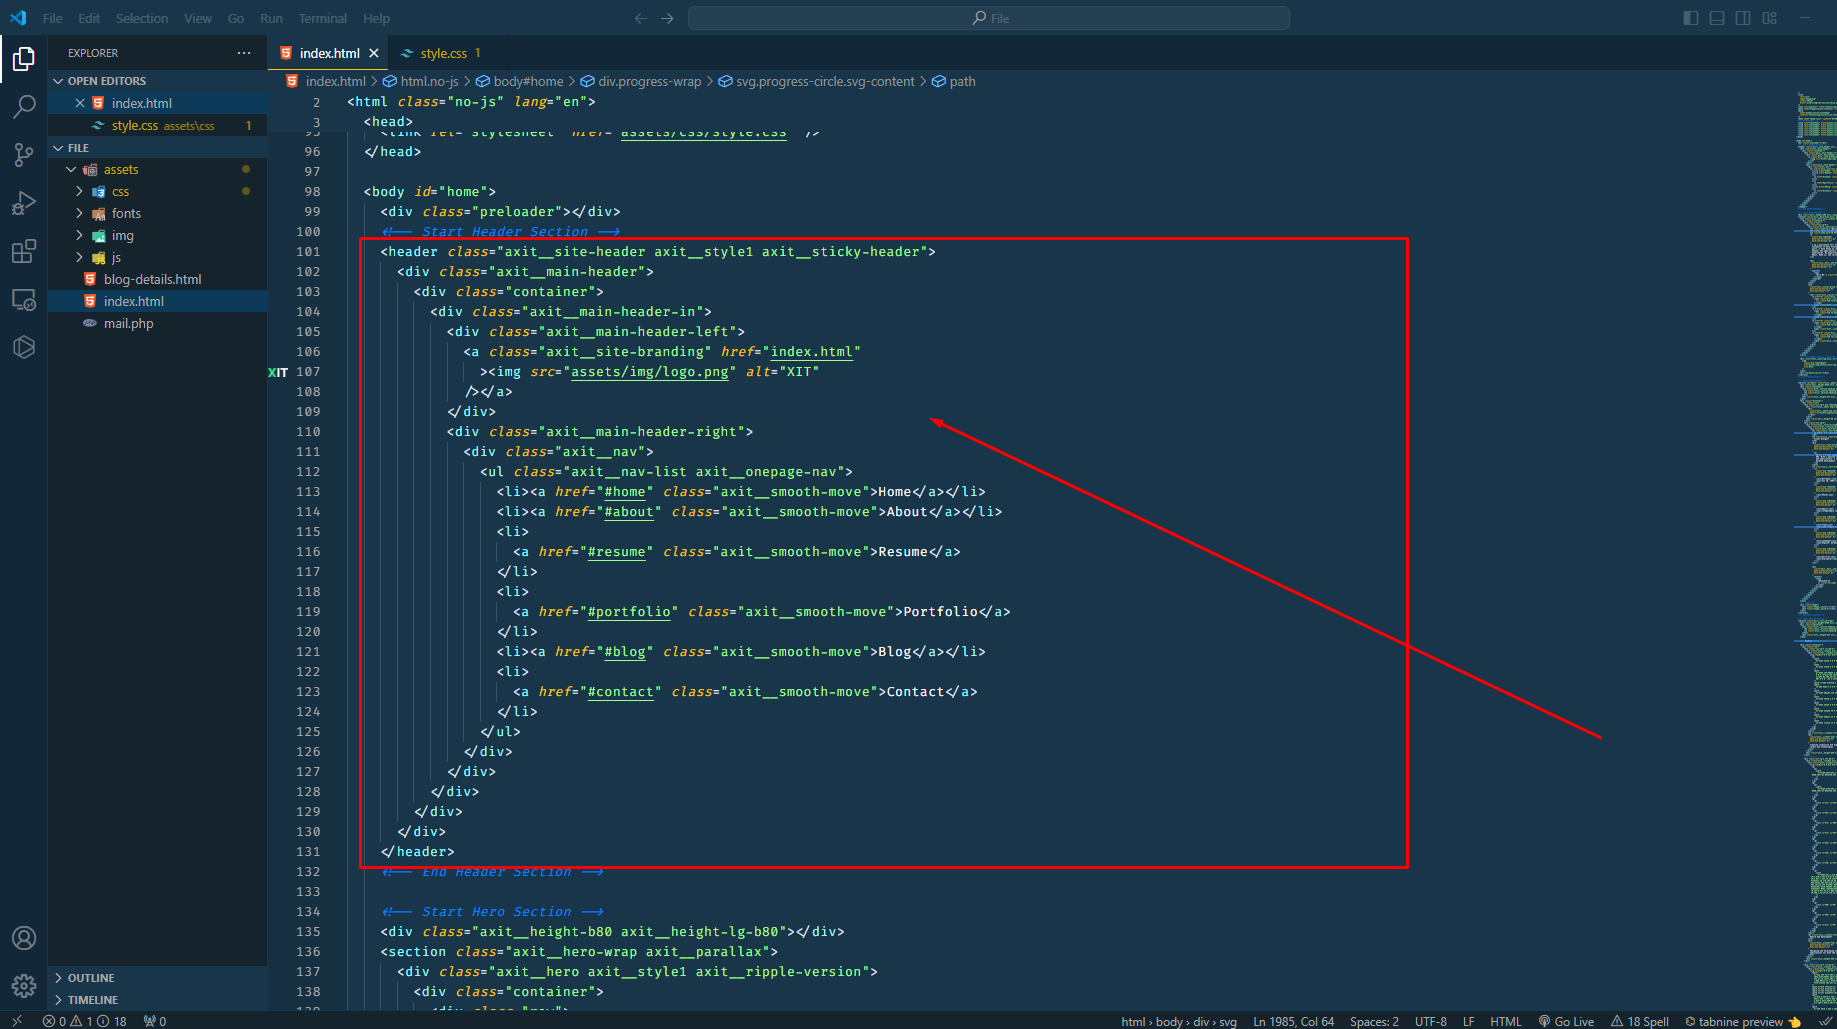 File Edit Selection View Go Run Terminal Help
File
EXPLORER
index.html
style.css 1
OPEN EDITORS
index.html
style.css assets\css 1
FILE
assets
css
fonts
img
js
blog-details.html
index.html
mail.php
OUTLINE
TIMELINE
index.html > html.no-js > body#home > div.progress-wrap > svg.progress-circle.svg-content > path
2 <html class="no-js" lang="en">
3 <head>
95 <link rel="stylesheet" href="assets/css/style.css" />
96 </head>
97
98 <body id="home">
99 <div class="preloader"></div>
100 <!-- Start Header Section -->
101 <header class="axit__site-header axit__style1 axit__sticky-header">
102 <div class="axit__main-header">
103 <div class="container">
104 <div class="axit__main-header-in">
105 <div class="axit__main-header-left">
106 <a class="axit__site-branding" href="index.html"
XIT 107 ><img src="assets/img/logo.png" alt="XIT"
108 /></a>
109 </div>
110 <div class="axit__main-header-right">
111 <div class="axit__nav">
112 <ul class="axit__nav-list axit__onepage-nav">
113 <li><a href="#home" class="axit__smooth-move">Home</a></li>
114 <li><a href="#about" class="axit__smooth-move">About</a></li>
115 <li>
116 <a href="#resume" class="axit__smooth-move">Resume</a>
117 </li>
118 <li>
119 <a href="#portfolio" class="axit__smooth-move">Portfolio</a>
120 </li>
121 <li><a href="#blog" class="axit__smooth-move">Blog</a></li>
122 <li>
123 <a href="#contact" class="axit__smooth-move">Contact</a>
124 </li>
125 </ul>
126 </div>
127 </div>
128 </div>
129 </div>
130 </div>
131 </header>
132 <!-- End Header Section -->
133
134 <!-- Start Hero Section -->
135 <div class="axit__height-b80 axit__height-lg-b80"></div>
136 <section class="axit__hero-wrap axit__parallax">
137 <div class="axit__hero axit__style1 axit__ripple-version">
138 <div class="container">
0 1 18 0
html › body › div › svg Ln 1985, Col 64 Spaces: 2 UTF-8 LF HTML Go Live 18 Spell tabnine preview